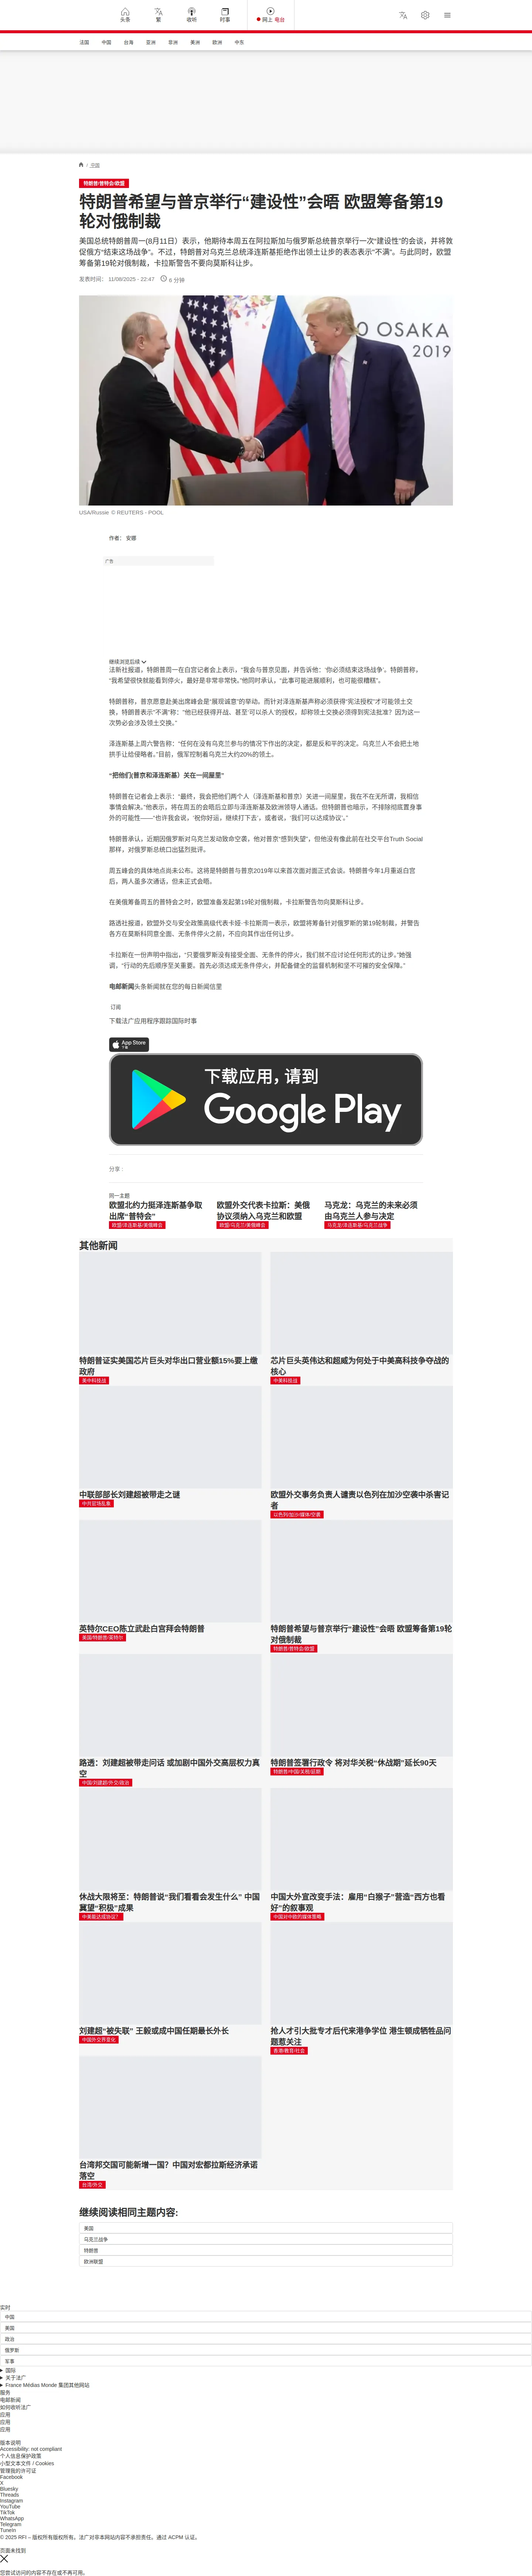 头条
繁
收听
时事
网上 电台
法国
中国
台海
亚洲
非洲
美洲
欧洲
中东
/ 中国
特朗普/普特会/欧盟
特朗普希望与普京举行“建设性”会晤 欧盟筹备第19
轮对俄制裁
美国总统特朗普周一(8月11日）表示，他期待本周五在阿拉斯加与俄罗斯总统普京举行一次“建设性”的会谈，并将敦
促俄方“结束这场战争”。不过，特朗普对乌克兰总统泽连斯基拒绝作出领土让步的表态表示“不满”。与此同时，欧盟
筹备第19轮对俄制裁，卡拉斯警告不要向莫斯科让步。
发表时间： 11/08/2025 - 22:47
6 分钟
O OSAKA
2019
USA/Russie © REUTERS - POOL
作者： 安娜
广告
继续浏览后续
法新社报道，特朗普周一在白宫记者会上表示，“我会与普京见面，并告诉他：‘你必须结束这场战争’。特朗普称，
“我希望很快就能看到停火，最好是非常非常快。”他同时承认，“此事可能进展顺利，也可能很糟糕”。
特朗普称，普京愿意赴美出席峰会是“展现诚意”的举动。而针对泽连斯基声称必须获得“宪法授权”才可能领土交
换，特朗普表示“不满”称：“他已经获得开战、甚至‘可以杀人’的授权，却称领土交换必须得到宪法批准？因为这一
次势必会涉及领土交换。”
泽连斯基上周六警告称：“任何在没有乌克兰参与的情况下作出的决定，都是反和平的决定。乌克兰人不会把土地
拱手让给侵略者。”目前，俄军控制着乌克兰大约20%的领土。
“把他们(普京和泽连斯基）关在一间屋里”
特朗普在记者会上表示：“最终，我会把他们两个人（泽连斯基和普京）关进一间屋里，我在不在无所谓，我相信
事情会解决。”他表示，将在周五的会晤后立即与泽连斯基及欧洲领导人通话。但特朗普也暗示，不排除彻底置身事
外的可能性——“也许我会说，‘祝你好运，继续打下去’，或者说，‘我们可以达成协议’。”
特朗普承认，近期因俄罗斯对乌克兰发动致命空袭，他对普京“感到失望”，但他没有像此前在社交平台Truth Social
那样，对俄罗斯总统口出猛烈批评。
周五峰会的具体地点尚未公布。这将是特朗普与普京2019年以来首次面对面正式会谈。特朗普今年1月重返白宫
后，两人虽多次通话，但未正式会晤。
在美俄筹备周五的普特会之时，欧盟准备发起第19轮对俄制裁，卡拉斯警告勿向莫斯科让步。
路透社报道，欧盟外交与安全政策高级代表卡娅·卡拉斯周一表示，欧盟将筹备针对俄罗斯的第19轮制裁，并警告
各方在莫斯科同意全面、无条件停火之前，不应向其作出任何让步。
卡拉斯在一份声明中指出，“只要俄罗斯没有接受全面、无条件的停火，我们就不应讨论任何形式的让步。”她强
调，“行动的先后顺序至关重要。首先必须达成无条件停火，并配备健全的监督机制和坚不可摧的安全保障。”
电邮新闻头条新闻就在您的每日新闻信里
订阅
下载法广应用程序跟踪国际时事
App Store
下载
下载应用，请到
Google Play
分享 :
同一主题
欧盟北约力挺泽连斯基争取
出席“普特会”
欧盟/泽连斯基/美俄峰会
欧盟外交代表卡拉斯：美俄
协议须纳入乌克兰和欧盟
欧盟/乌克兰/美俄峰会
马克龙：乌克兰的未来必须
由乌克兰人参与决定
马克龙/泽连斯基/乌克兰战争
其他新闻
特朗普证实美国芯片巨头对华出口营业额15%要上缴
政府
美中科技战
芯片巨头英伟达和超威为何处于中美高科技争夺战的
核心
中美科技战
中联部部长刘建超被带走之谜
中共官场乱象
欧盟外交事务负责人谴责以色列在加沙空袭中杀害记
者
以色列/加沙/媒体/空袭
英特尔CEO陈立武赴白宫拜会特朗普
美国/特朗普/英特尔
特朗普希望与普京举行“建设性”会晤 欧盟筹备第19轮
对俄制裁
特朗普/普特会/欧盟
路透：刘建超被带走问话 或加剧中国外交高层权力真
空
中国/刘建超/外交/政治
特朗普签署行政令 将对华关税“休战期”延长90天
特朗普/中国/关税/延期
休战大限将至：特朗普说“我们看看会发生什么” 中国
冀望“积极”成果
中美能达成协议？
中国大外宣改变手法：雇用“白猴子”营造“西方也看
好”的叙事观
中国对中欧的媒体策略
刘建超“被失联” 王毅或成中国任期最长外长
中国外交界变化
抢人才引大批专才后代来港争学位 港生顿成牺牲品问
题惹关注
香港/教育/社会
台湾邦交国可能新增一国？中国对宏都拉斯经济承诺
落空
台湾/外交
继续阅读相同主题内容:
美国
乌克兰战争
特朗普
欧洲联盟
实时
中国
美国
政治
俄罗斯
军事
国际
关于法广
France Médias Monde 集团其他网站
服务
电邮新闻
如何收听法广
应用
应用
应用
版本说明
Accessibility: not compliant
个人信息保护政策
小型文本文件 / Cookies
管理我的许可证
Facebook
X
Bluesky
Threads
Instagram
YouTube
TikTok
WhatsApp
Telegram
TuneIn
© 2025 RFI – 版权所有版权所有。法广对非本网站内容不承担责任。通过 ACPM 认证。
页面未找到
您尝试访问的内容不存在或不再可用。